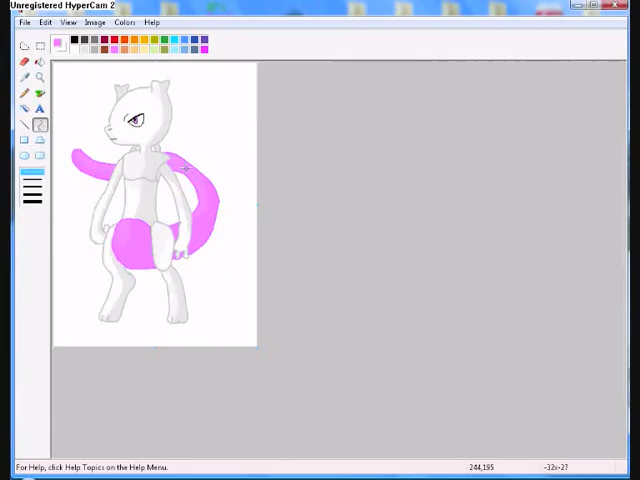 Unregistered HyperCam 2
File Edit View Image Colors Help
For Help, click Help Topics on the Help Menu. 244,195 -32x-27